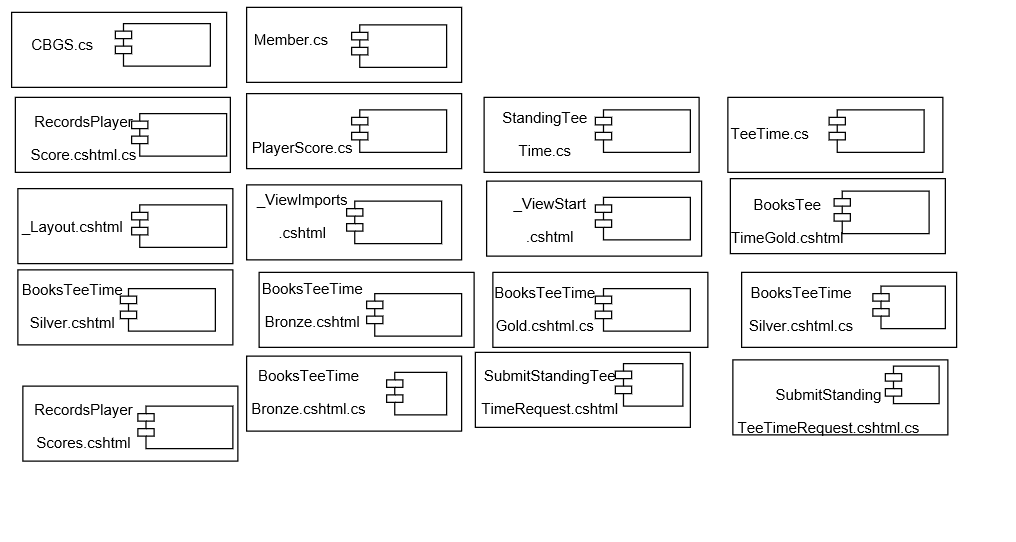 CBGS.cs
Member.cs
RecordsPlayer
Score.cshtml.cs
PlayerScore.cs
StandingTee
Time.cs
TeeTime.cs
_Layout.cshtml
_ViewImports
.cshtml
_ViewStart
.cshtml
BooksTee
TimeGold.cshtml
BooksTeeTime
Silver.cshtml
BooksTeeTime
Bronze.cshtml
BooksTeeTime
Gold.cshtml.cs
BooksTeeTime
Silver.cshtml.cs
RecordsPlayer
Scores.cshtml
BooksTeeTime
Bronze.cshtml.cs
SubmitStandingTee
TimeRequest.cshtml
SubmitStanding
TeeTimeRequest.cshtml.cs